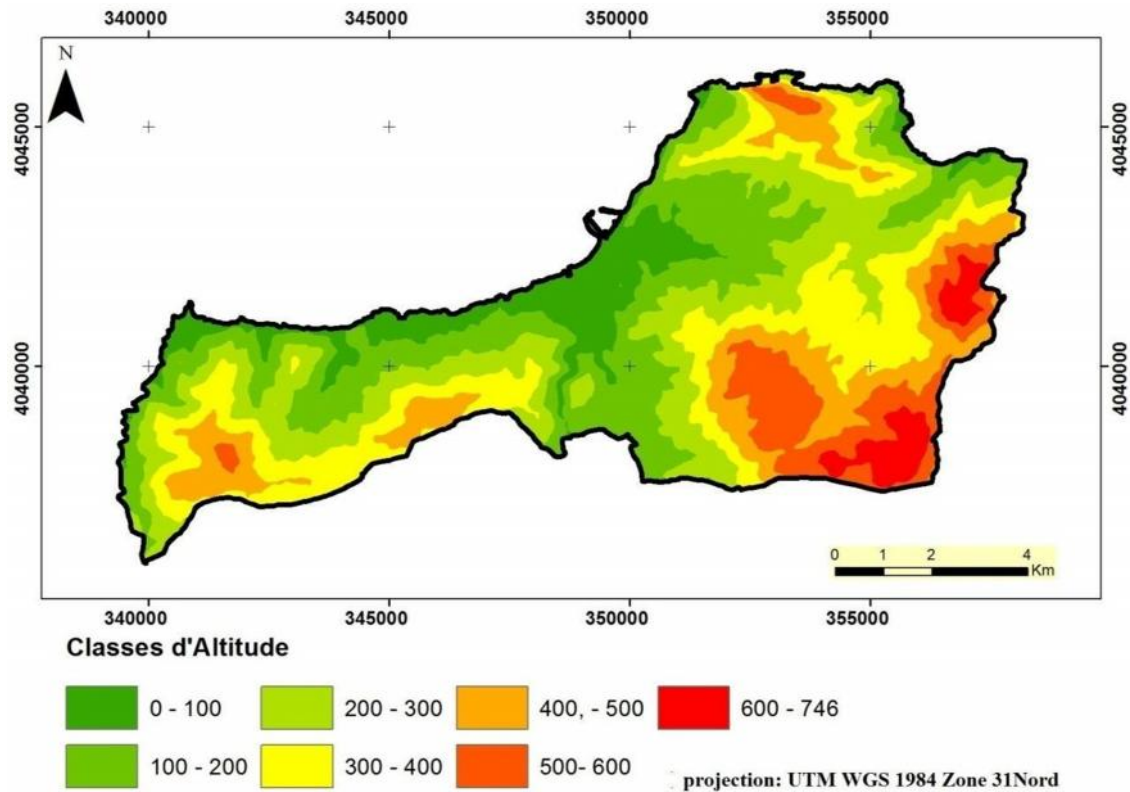 340000 345000 350000 355000
N
4045000 4045000
4040000 4040000
0 1 2 4
Km
340000 345000 350000 355000
Classes d'Altitude
0 - 100 200 - 300 400, - 500 600 - 746
100 - 200 300 - 400 500- 600
projection: UTM WGS 1984 Zone 31Nord